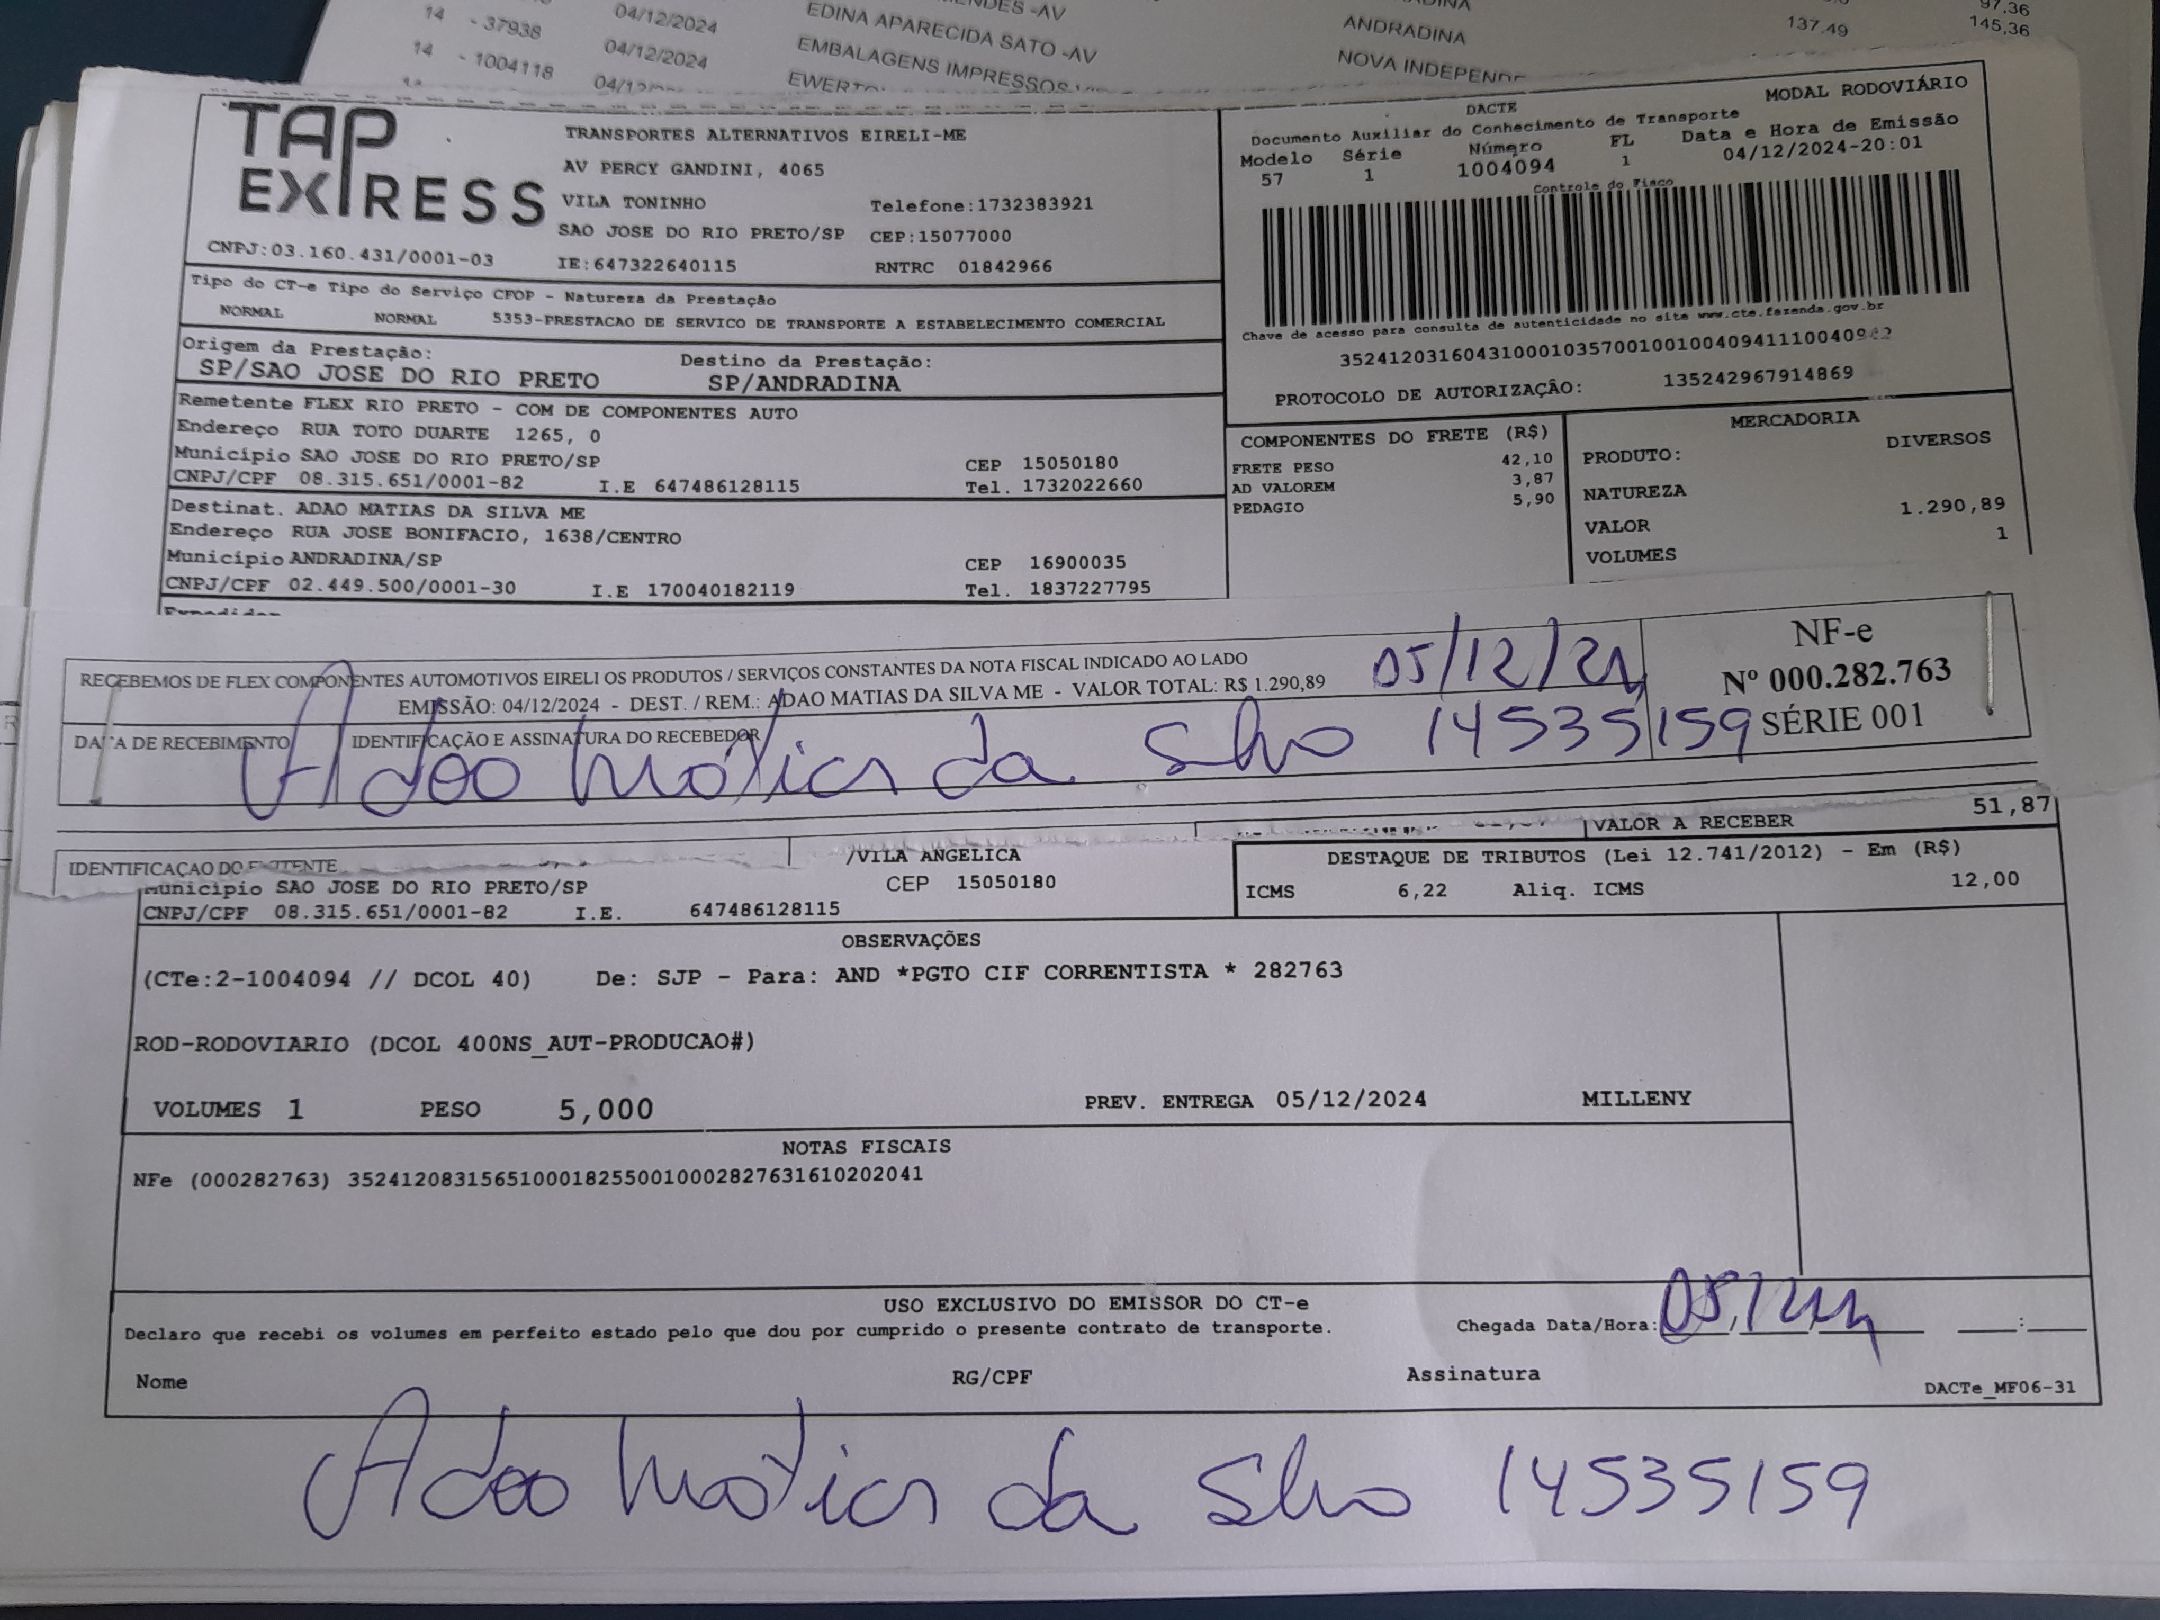 14 - 37938 04/12/2024 EDINA APARECIDA SATO -AV ANDRADINA 137.49 145,36
14 - 1004118 04/12/2024 EMBALAGENS IMPRESSOS NOVA INDEPENDE
97.36
TAP EXPRESS
CNPJ:03.160.431/0001-03
TRANSPORTES ALTERNATIVOS EIRELI-ME
AV PERCY GANDINI, 4065
VILA TONINHO Telefone:1732383921
SAO JOSE DO RIO PRETO/SP CEP:15077000
IE:647322640115 RNTRC 01842966
MODAL RODOVIÁRIO
DACTE
Documento Auxiliar do Conhecimento de Transporte
Modelo Série Número FL Data e Hora de Emissão
57 1 1004094 1 04/12/2024-20:01
Controle do Fisco
Chave de acesso para consulta de autenticidade no site www.cte.fazenda.gov.br
35241203160431000103570010010040941110040942
PROTOCOLO DE AUTORIZAÇÃO: 135242967914869
Tipo do CT-e Tipo do Serviço CFOP - Natureza da Prestação
NORMAL NORMAL 5353-PRESTACAO DE SERVICO DE TRANSPORTE A ESTABELECIMENTO COMERCIAL
Origem da Prestação: Destino da Prestação:
SP/SAO JOSE DO RIO PRETO SP/ANDRADINA
Remetente FLEX RIO PRETO - COM DE COMPONENTES AUTO
Endereço RUA TOTO DUARTE 1265, 0
Município SAO JOSE DO RIO PRETO/SP CEP 15050180
CNPJ/CPF 08.315.651/0001-82 I.E 647486128115 Tel. 1732022660
Destinat. ADAO MATIAS DA SILVA ME
Endereço RUA JOSE BONIFACIO, 1638/CENTRO
Município ANDRADINA/SP CEP 16900035
CNPJ/CPF 02.449.500/0001-30 I.E 170040182119 Tel. 1837227795
COMPONENTES DO FRETE (R$)
FRETE PESO 42,10
AD VALOREM 3,87
PEDAGIO 5,90
MERCADORIA
PRODUTO: DIVERSOS
NATUREZA
VALOR 1.290,89
VOLUMES 1
RECEBEMOS DE FLEX COMPONENTES AUTOMOTIVOS EIRELI OS PRODUTOS / SERVIÇOS CONSTANTES DA NOTA FISCAL INDICADO AO LADO
EMISSÃO: 04/12/2024 - DEST. / REM.: ADAO MATIAS DA SILVA ME - VALOR TOTAL: R$ 1.290,89
05/12/24
DATA DE RECEBIMENTO IDENTIFICAÇÃO E ASSINATURA DO RECEBEDOR
Adao Matias da Silva 14535159
NF-e
Nº 000.282.763
SÉRIE 001
VALOR A RECEBER 51,87
IDENTIFICAÇÃO DO EMITENTE
/VILA ANGELICA
Município SAO JOSE DO RIO PRETO/SP CEP 15050180
CNPJ/CPF 08.315.651/0001-82 I.E. 647486128115
DESTAQUE DE TRIBUTOS (Lei 12.741/2012) - Em (R$)
ICMS 6,22 Aliq. ICMS 12,00
OBSERVAÇÕES
(CTe:2-1004094 // DCOL 40) De: SJP - Para: AND *PGTO CIF CORRENTISTA * 282763
ROD-RODOVIARIO (DCOL 400NS_AUT-PRODUCAO#)
VOLUMES 1 PESO 5,000 PREV. ENTREGA 05/12/2024 MILLENY
NOTAS FISCAIS
NFe (000282763) 35241208315651000182550010002827631610202041
USO EXCLUSIVO DO EMISSOR DO CT-e
Declaro que recebi os volumes em perfeito estado pelo que dou por cumprido o presente contrato de transporte. Chegada Data/Hora:
Nome RG/CPF Assinatura
DACTe_MF06-31
Adao Matias da Silva 14535159